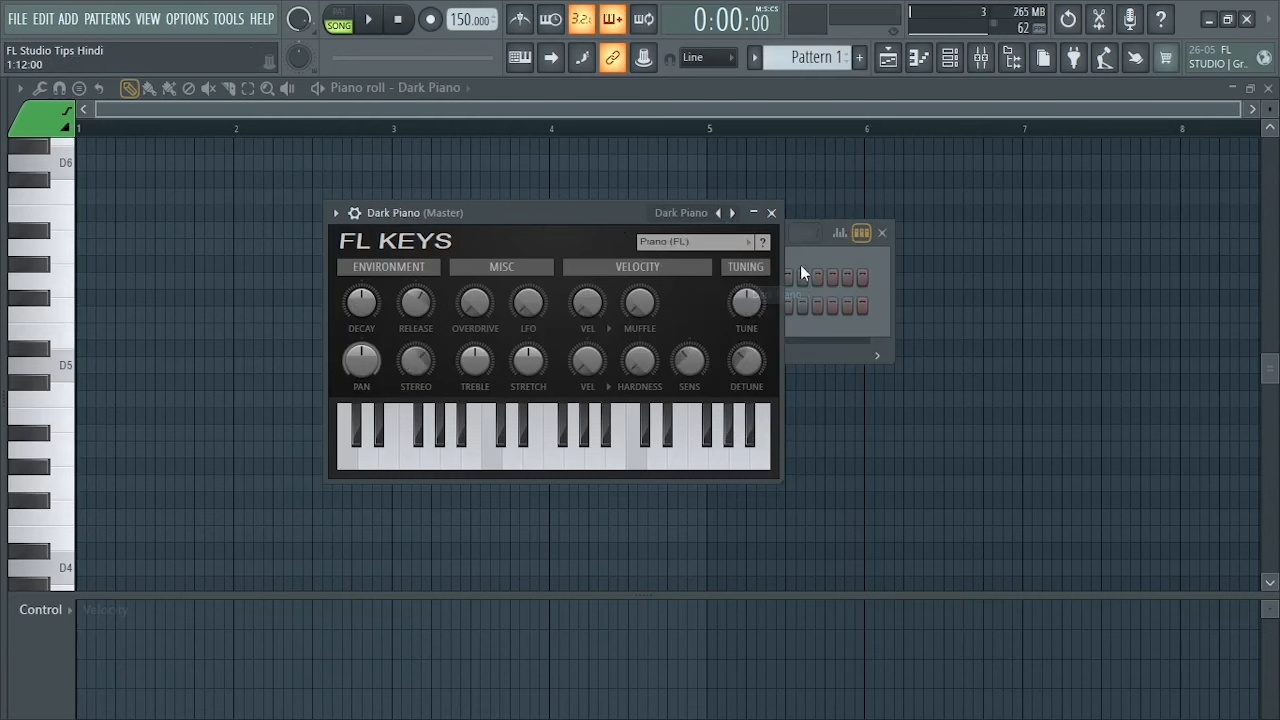 FILE EDIT ADD PATTERNS VIEW OPTIONS TOOLS HELP
PAT
SONG
150.000
3.2:
0:00:00
M:S:CS
3
265 MB
62
FL Studio Tips Hindi
1:12:00
Line
Pattern 1
26-05 FL
STUDIO | Gr..
Piano roll - Dark Piano
1 2 3 4 5 6 7 8
D6
D5
D4
Dark Piano (Master)
Dark Piano
FL KEYS
Piano (FL)
?
ENVIRONMENT MISC VELOCITY TUNING
DECAY RELEASE OVERDRIVE LFO VEL MUFFLE TUNE
PAN STEREO TREBLE STRETCH VEL HARDNESS SENS DETUNE
Control
Velocity